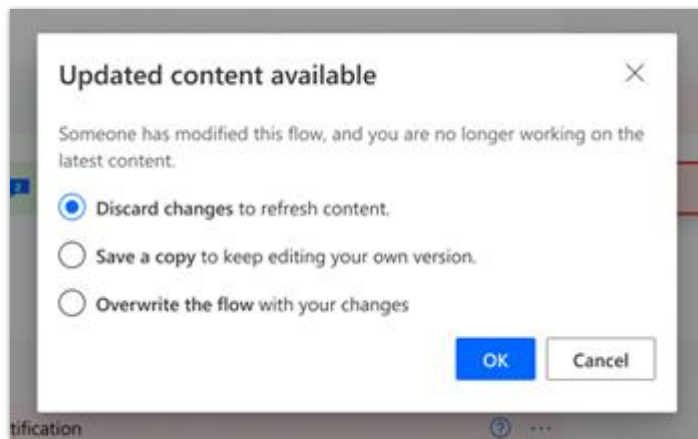 Updated content available
Someone has modified this flow, and you are no longer working on the
latest content.
2
Discard changes to refresh content.
Save a copy to keep editing your own version.
Overwrite the flow with your changes
OK Cancel
tification